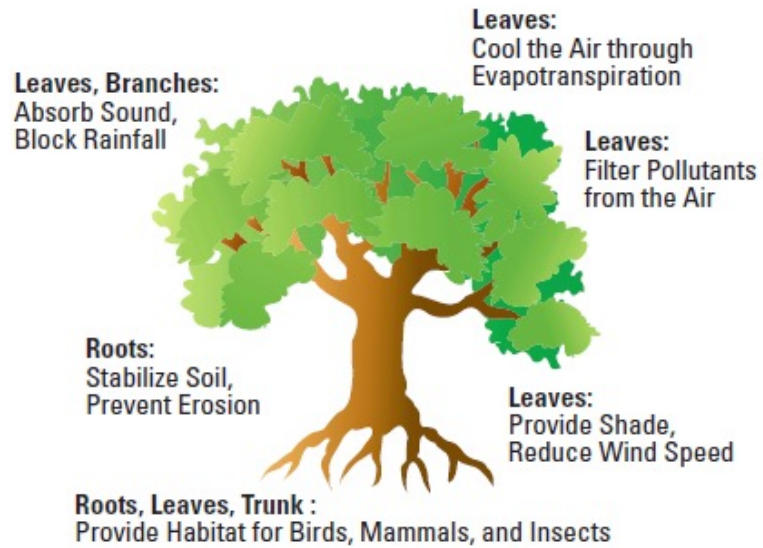 Leaves:
Cool the Air through
Evapotranspiration
Leaves, Branches:
Absorb Sound,
Block Rainfall
Leaves:
Filter Pollutants
from the Air
Roots:
Stabilize Soil,
Prevent Erosion
Leaves:
Provide Shade,
Reduce Wind Speed
Roots, Leaves, Trunk :
Provide Habitat for Birds, Mammals, and Insects